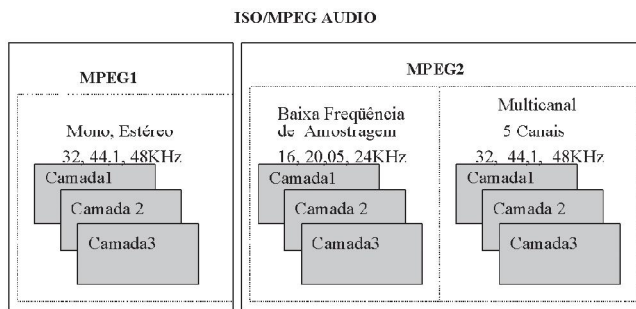 ISO/MPEG AUDIO
MPEG1
Mono, Estéreo
32, 44.1, 48KHz
Camada1
Camada 2
Camada3
MPEG2
Baixa Freqüência
de Amostragem
16, 20,05, 24KHz
Camada1
Camada 2
Camada3
Multicanal
5 Canais
32, 44,1, 48KHz
Camada1
Camada 2
Camada3